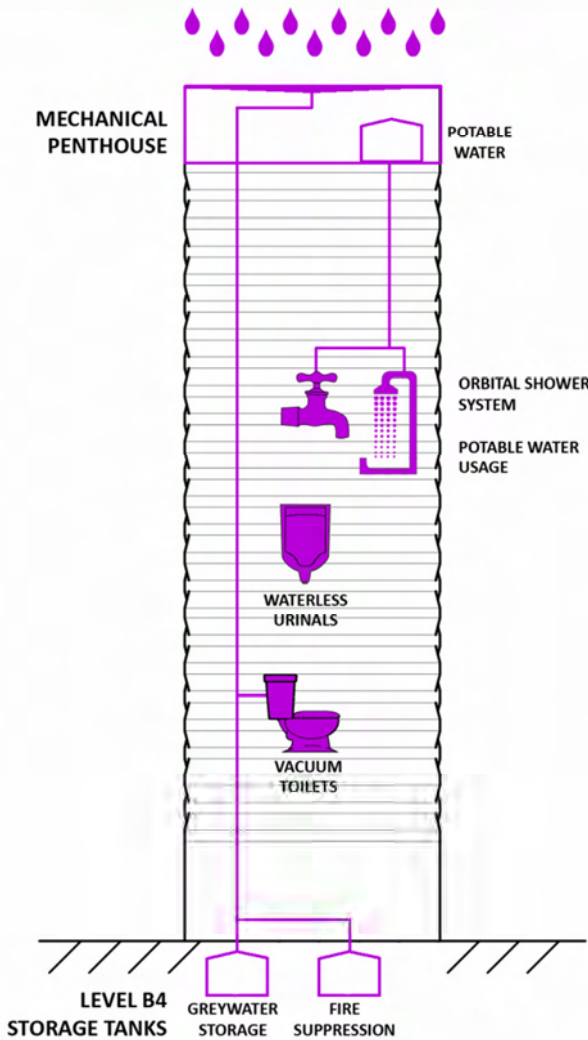 MECHANICAL
PENTHOUSE
POTABLE
WATER
ORBITAL SHOWER
SYSTEM
POTABLE WATER
USAGE
WATERLESS
URINALS
VACUUM
TOILETS
LEVEL B4
STORAGE TANKS
GREYWATER
STORAGE
FIRE
SUPPRESSION